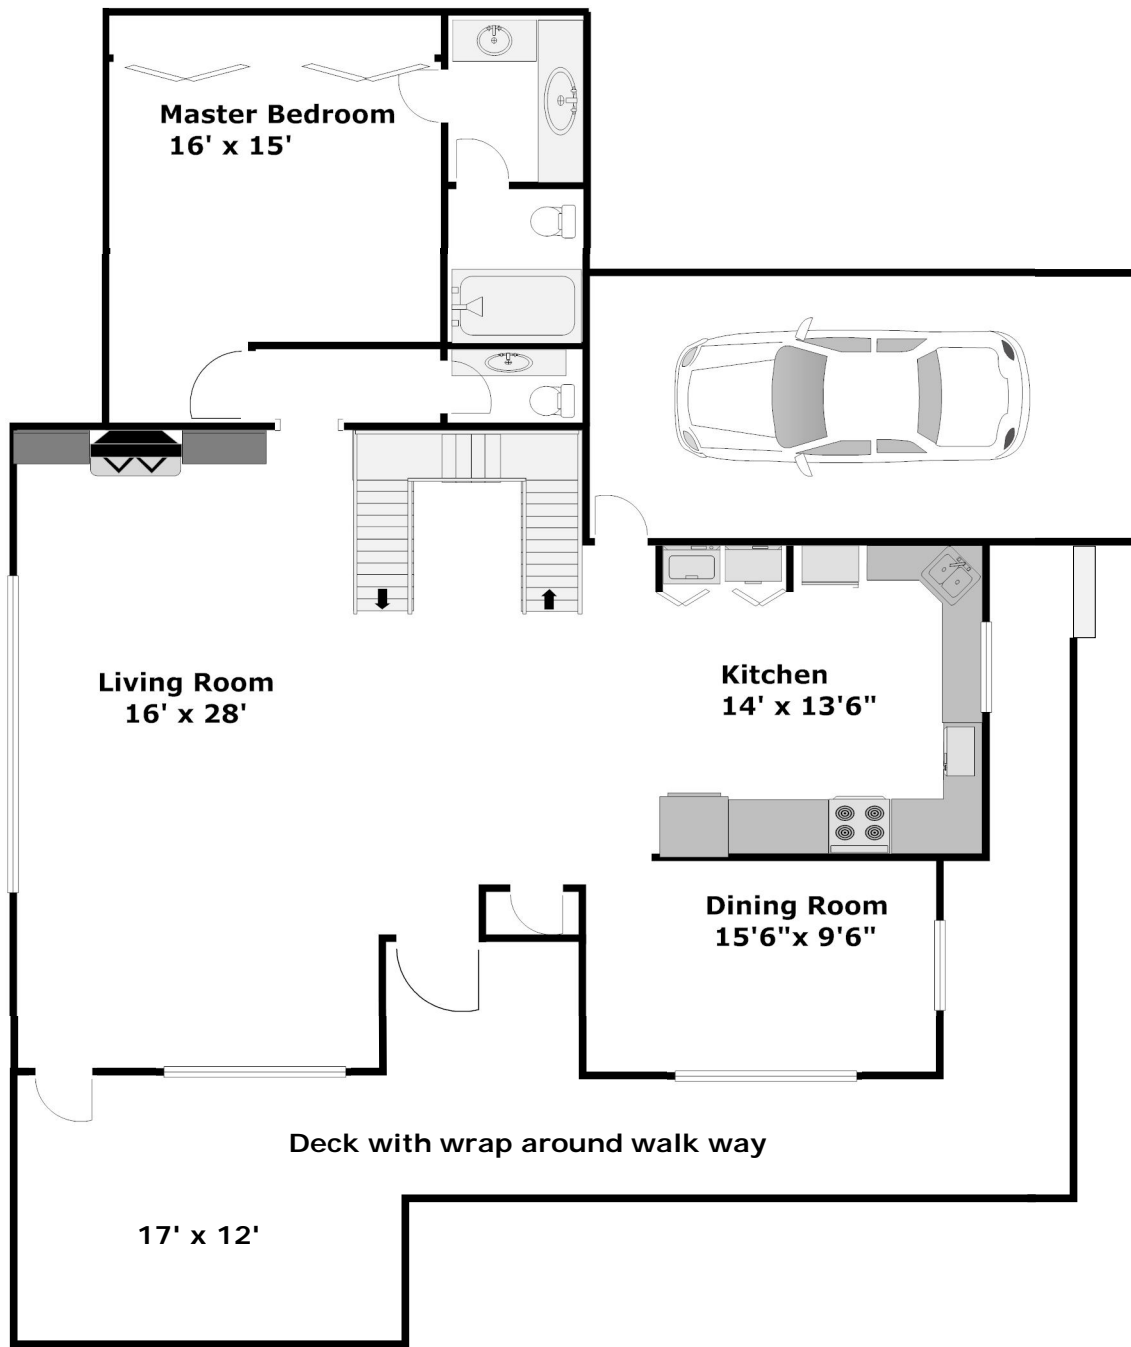 Master Bedroom
16' x 15'
Living Room
16' x 28'
Kitchen
14' x 13'6"
Dining Room
15'6"x 9'6"
Deck with wrap around walk way
17' x 12'